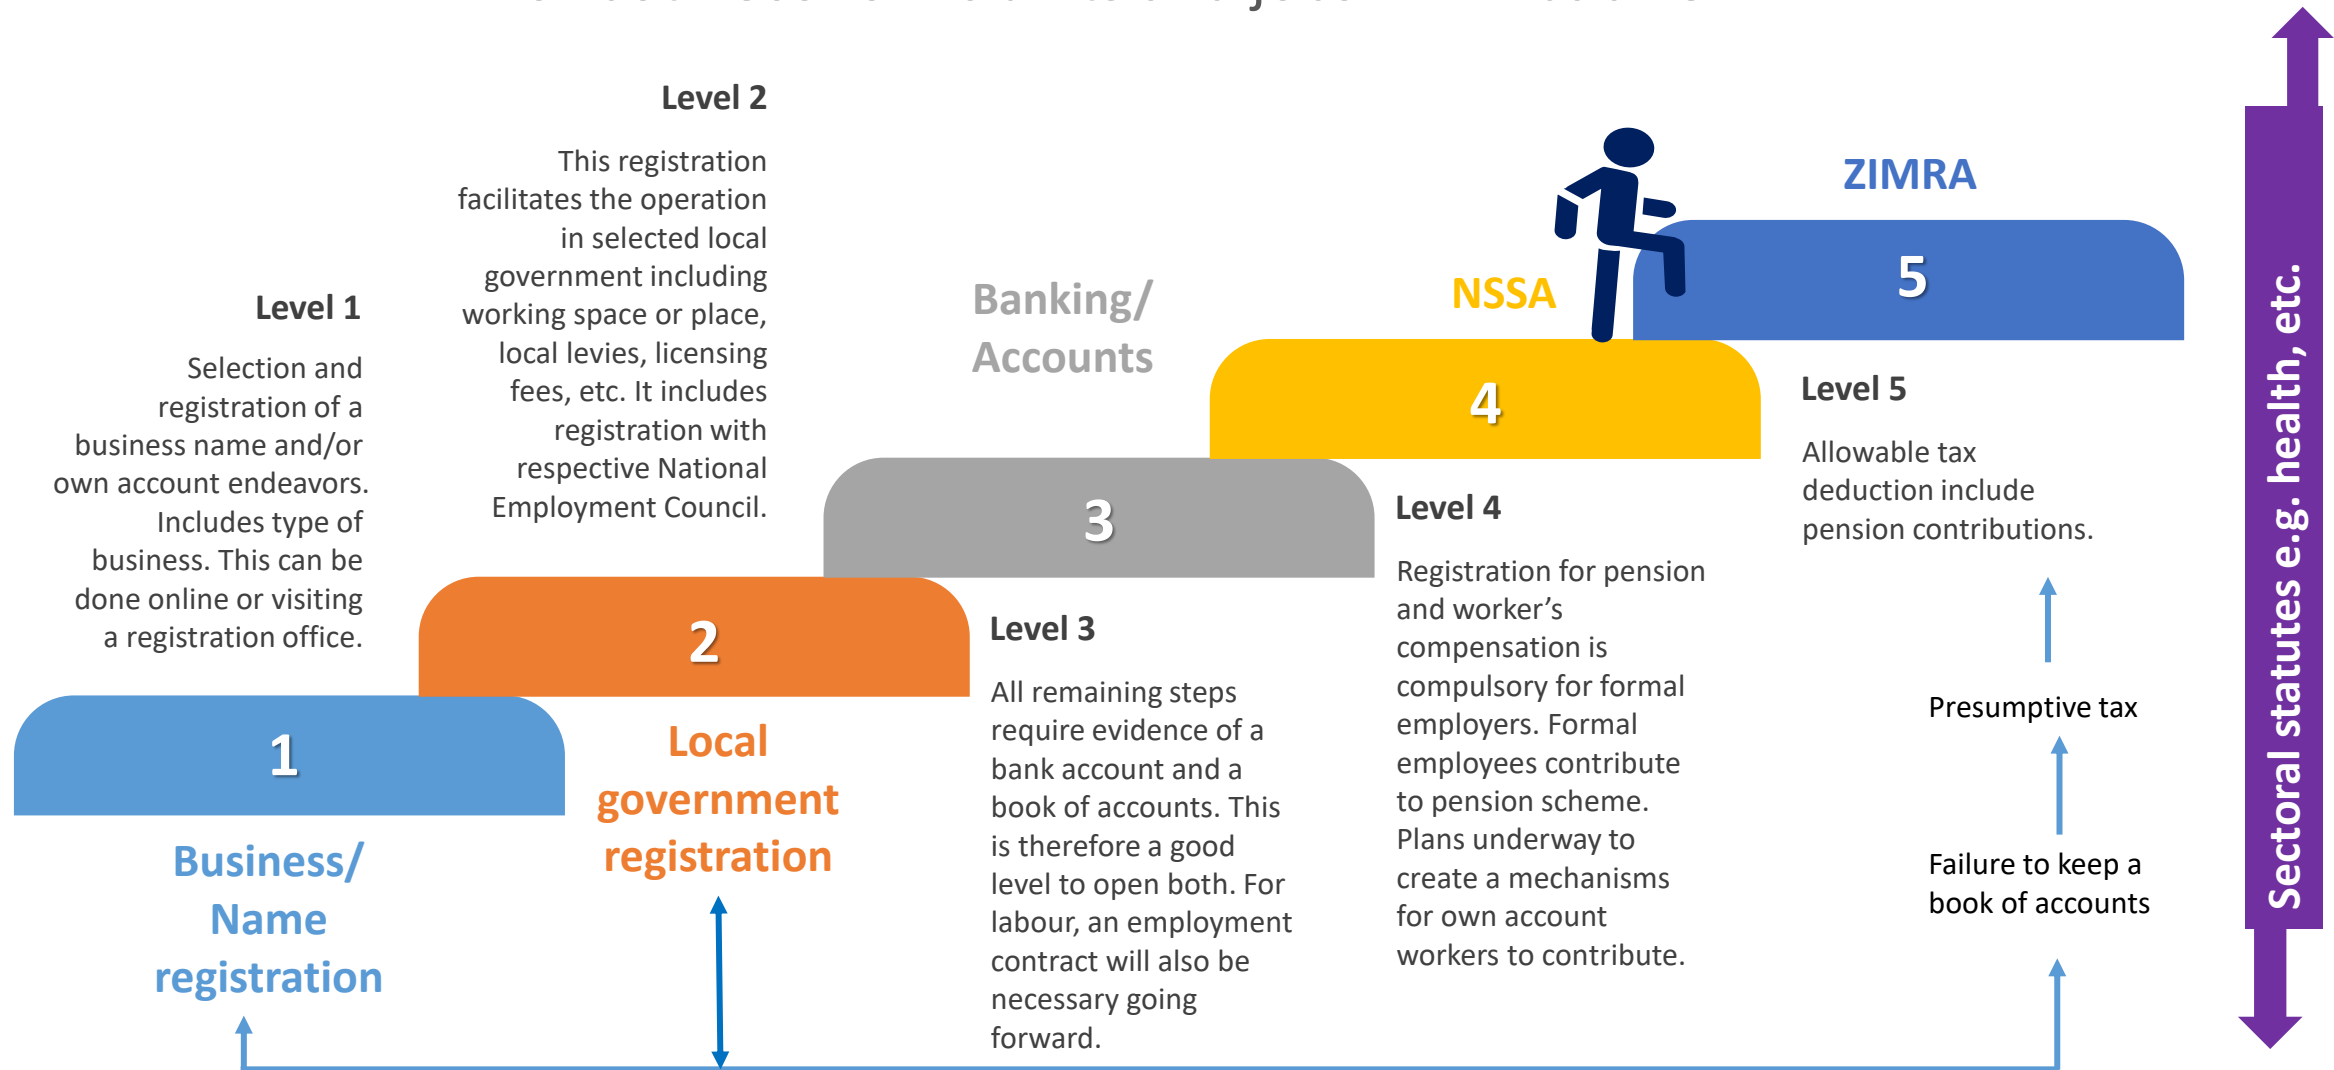 Level 1
Selection and
registration of a
business name and/or
own account endeavors.
Includes type of
business. This can be
done online or visiting
a registration office.
1
Business/
Name
registration
Level 2
This registration
facilitates the operation
in selected local
government including
working space or place,
local levies, licensing
fees, etc. It includes
registration with
respective National
Employment Council.
2
Local
government
registration
Banking/
Accounts
3
Level 3
All remaining steps
require evidence of a
bank account and a
book of accounts. This
is therefore a good
level to open both. For
labour, an employment
contract will also be
necessary going
forward.
NSSA
4
Level 4
Registration for pension
and worker’s
compensation is
compulsory for formal
employers. Formal
employees contribute
to pension scheme.
Plans underway to
create a mechanisms
for own account
workers to contribute.
ZIMRA
5
Level 5
Allowable tax
deduction include
pension contributions.
Presumptive tax
Failure to keep a
book of accounts
Sectoral statutes e.g. health, etc.